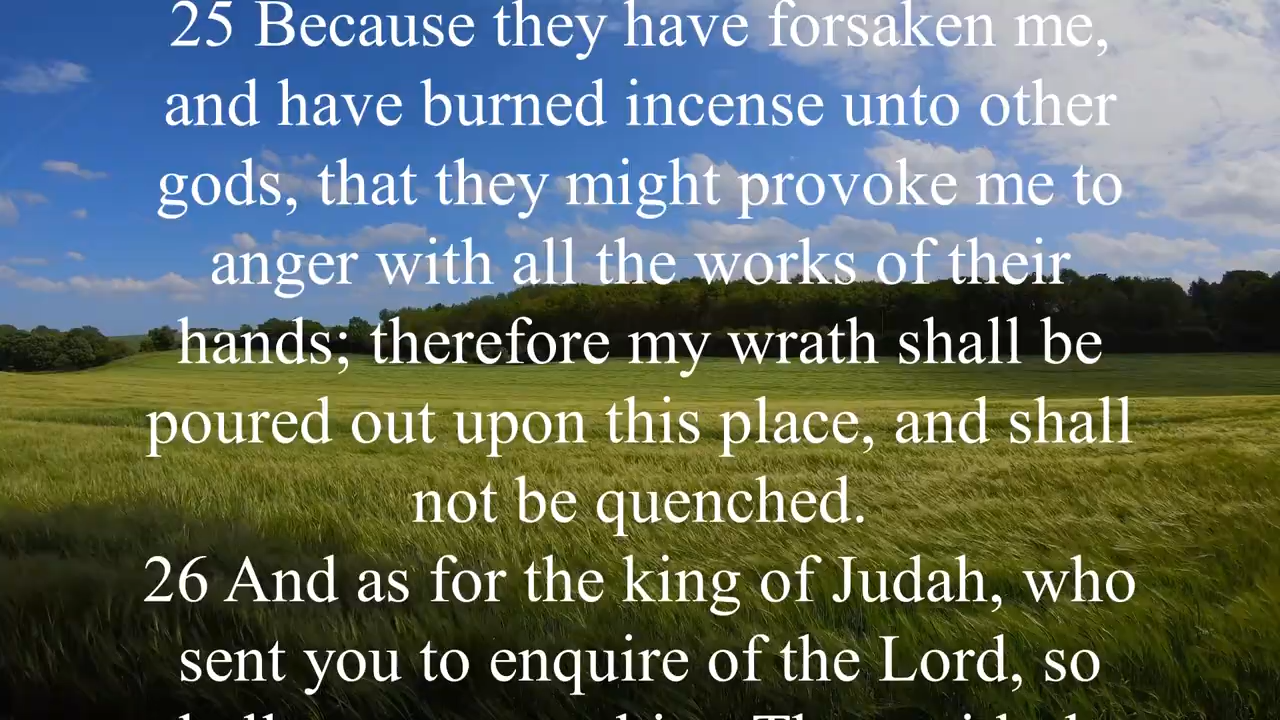 25 Because they have forsaken me,
and have burned incense unto other
gods, that they might provoke me to
anger with all the works of their
hands; therefore my wrath shall be
poured out upon this place, and shall
not be quenched.
26 And as for the king of Judah, who
sent you to enquire of the Lord, so